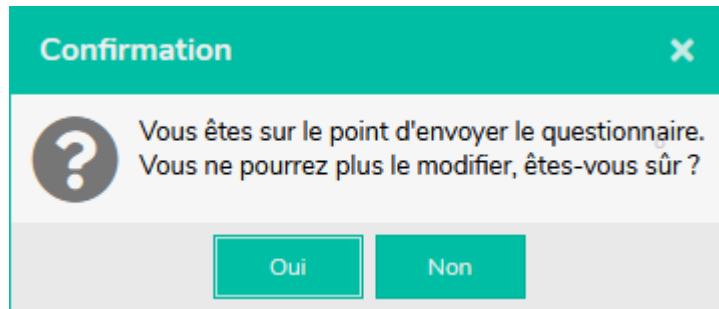 Confirmation
Vous êtes sur le point d'envoyer le questionnaire.
Vous ne pourrez plus le modifier, êtes-vous sûr ?
Oui
Non